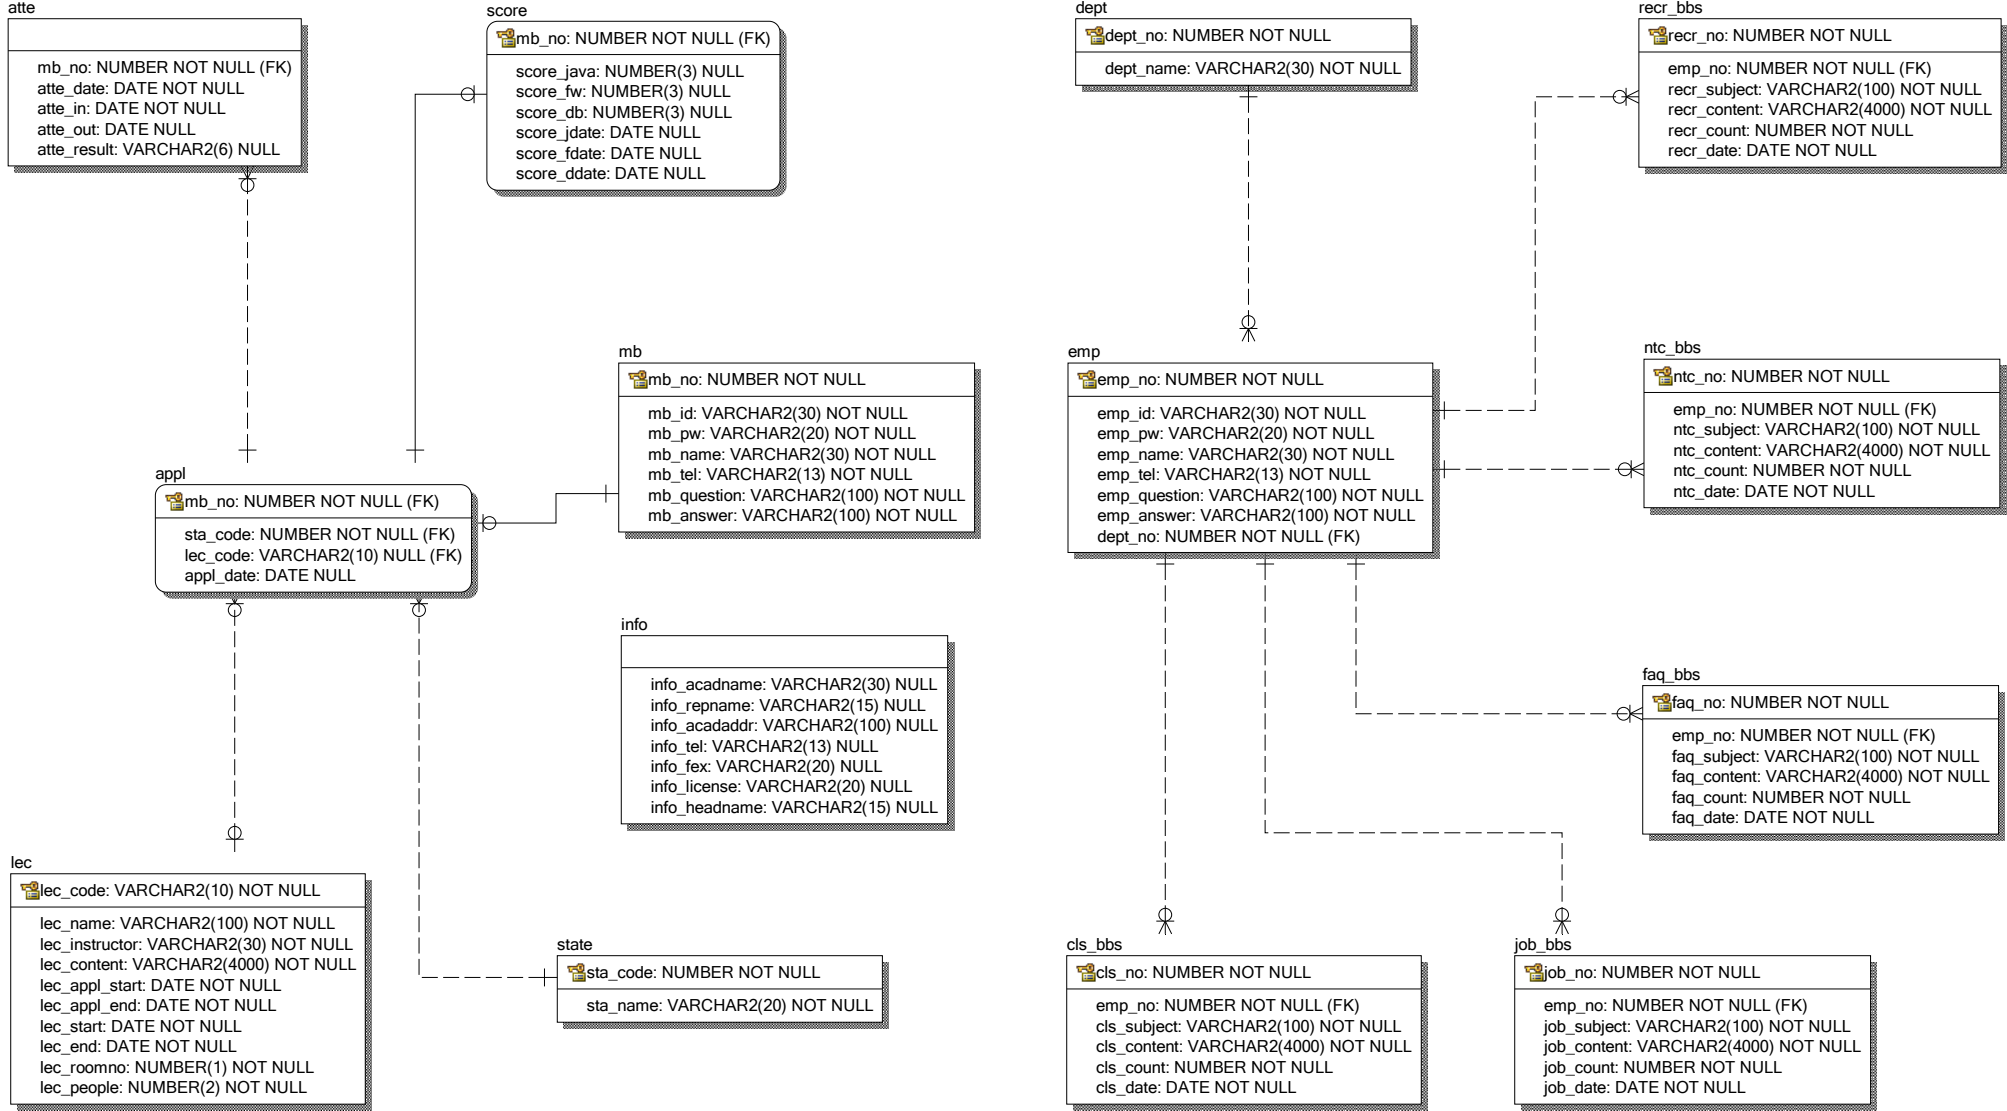 atte
mb_no: NUMBER NOT NULL (FK)
atte_date: DATE NOT NULL
atte_in: DATE NOT NULL
atte_out: DATE NULL
atte_result: VARCHAR2(6) NULL
score
mb_no: NUMBER NOT NULL (FK)
score_java: NUMBER(3) NULL
score_fw: NUMBER(3) NULL
score_db: NUMBER(3) NULL
score_jdate: DATE NULL
score_fdate: DATE NULL
score_ddate: DATE NULL
dept
dept_no: NUMBER NOT NULL
dept_name: VARCHAR2(30) NOT NULL
recr_bbs
recr_no: NUMBER NOT NULL
emp_no: NUMBER NOT NULL (FK)
recr_subject: VARCHAR2(100) NOT NULL
recr_content: VARCHAR2(4000) NOT NULL
recr_count: NUMBER NOT NULL
recr_date: DATE NOT NULL
mb
mb_no: NUMBER NOT NULL
mb_id: VARCHAR2(30) NOT NULL
mb_pw: VARCHAR2(20) NOT NULL
mb_name: VARCHAR2(30) NOT NULL
mb_tel: VARCHAR2(13) NOT NULL
mb_question: VARCHAR2(100) NOT NULL
mb_answer: VARCHAR2(100) NOT NULL
emp
emp_no: NUMBER NOT NULL
emp_id: VARCHAR2(30) NOT NULL
emp_pw: VARCHAR2(20) NOT NULL
emp_name: VARCHAR2(30) NOT NULL
emp_tel: VARCHAR2(13) NOT NULL
emp_question: VARCHAR2(100) NOT NULL
emp_answer: VARCHAR2(100) NOT NULL
dept_no: NUMBER NOT NULL (FK)
ntc_bbs
ntc_no: NUMBER NOT NULL
emp_no: NUMBER NOT NULL (FK)
ntc_subject: VARCHAR2(100) NOT NULL
ntc_content: VARCHAR2(4000) NOT NULL
ntc_count: NUMBER NOT NULL
ntc_date: DATE NOT NULL
appl
mb_no: NUMBER NOT NULL (FK)
sta_code: NUMBER NOT NULL (FK)
lec_code: VARCHAR2(10) NULL (FK)
appl_date: DATE NULL
info
info_acadname: VARCHAR2(30) NULL
info_repname: VARCHAR2(15) NULL
info_acadaddr: VARCHAR2(100) NULL
info_tel: VARCHAR2(13) NULL
info_fex: VARCHAR2(20) NULL
info_license: VARCHAR2(20) NULL
info_headname: VARCHAR2(15) NULL
faq_bbs
faq_no: NUMBER NOT NULL
emp_no: NUMBER NOT NULL (FK)
faq_subject: VARCHAR2(100) NOT NULL
faq_content: VARCHAR2(4000) NOT NULL
faq_count: NUMBER NOT NULL
faq_date: DATE NOT NULL
lec
lec_code: VARCHAR2(10) NOT NULL
lec_name: VARCHAR2(100) NOT NULL
lec_instructor: VARCHAR2(30) NOT NULL
lec_content: VARCHAR2(4000) NOT NULL
lec_appl_start: DATE NOT NULL
lec_appl_end: DATE NOT NULL
lec_start: DATE NOT NULL
lec_end: DATE NOT NULL
lec_roomno: NUMBER(1) NOT NULL
lec_people: NUMBER(2) NOT NULL
state
sta_code: NUMBER NOT NULL
sta_name: VARCHAR2(20) NOT NULL
cls_bbs
cls_no: NUMBER NOT NULL
emp_no: NUMBER NOT NULL (FK)
cls_subject: VARCHAR2(100) NOT NULL
cls_content: VARCHAR2(4000) NOT NULL
cls_count: NUMBER NOT NULL
cls_date: DATE NOT NULL
job_bbs
job_no: NUMBER NOT NULL
emp_no: NUMBER NOT NULL (FK)
job_subject: VARCHAR2(100) NOT NULL
job_content: VARCHAR2(4000) NOT NULL
job_count: NUMBER NOT NULL
job_date: DATE NOT NULL